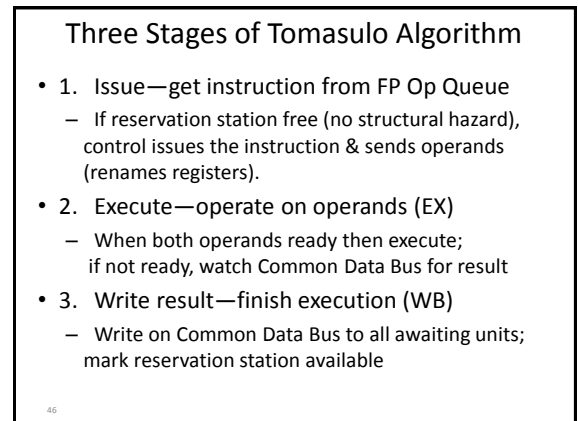 Three Stages of Tomasulo Algorithm
• 1. Issue—get instruction from FP Op Queue
– If reservation station free (no structural hazard),
control issues the instruction & sends operands
(renames registers).
• 2. Execute—operate on operands (EX)
– When both operands ready then execute;
if not ready, watch Common Data Bus for result
• 3. Write result—finish execution (WB)
– Write on Common Data Bus to all awaiting units;
mark reservation station available
46